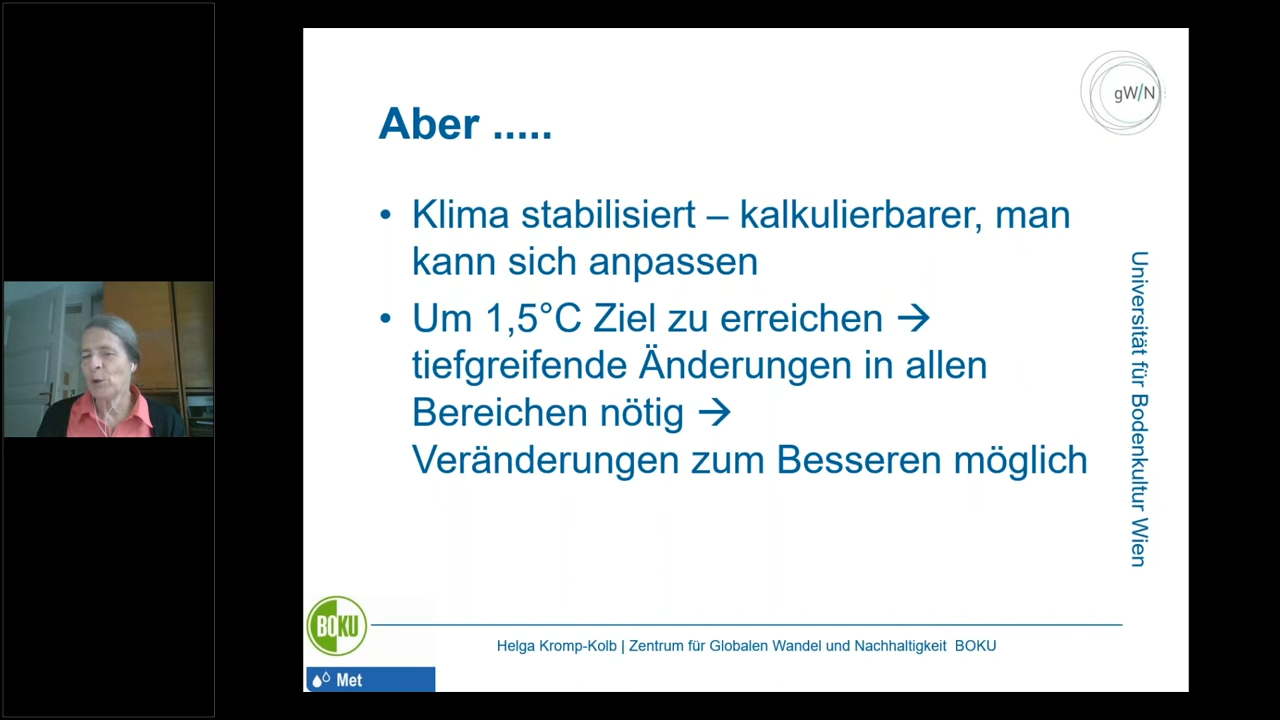 gW/N
Aber .....
• Klima stabilisiert – kalkulierbarer, man
kann sich anpassen
• Um 1,5°C Ziel zu erreichen →
tiefgreifende Änderungen in allen
Bereichen nötig →
Veränderungen zum Besseren möglich
Universität für Bodenkultur Wien
BOKU
Helga Kromp-Kolb | Zentrum für Globalen Wandel und Nachhaltigkeit BOKU
Met